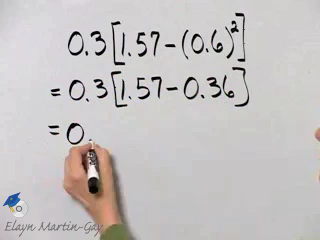 0.3[1.57-(0.6)²]
= 0.3[1.57-0.36]
= 0.
Elayn Martin-Gay